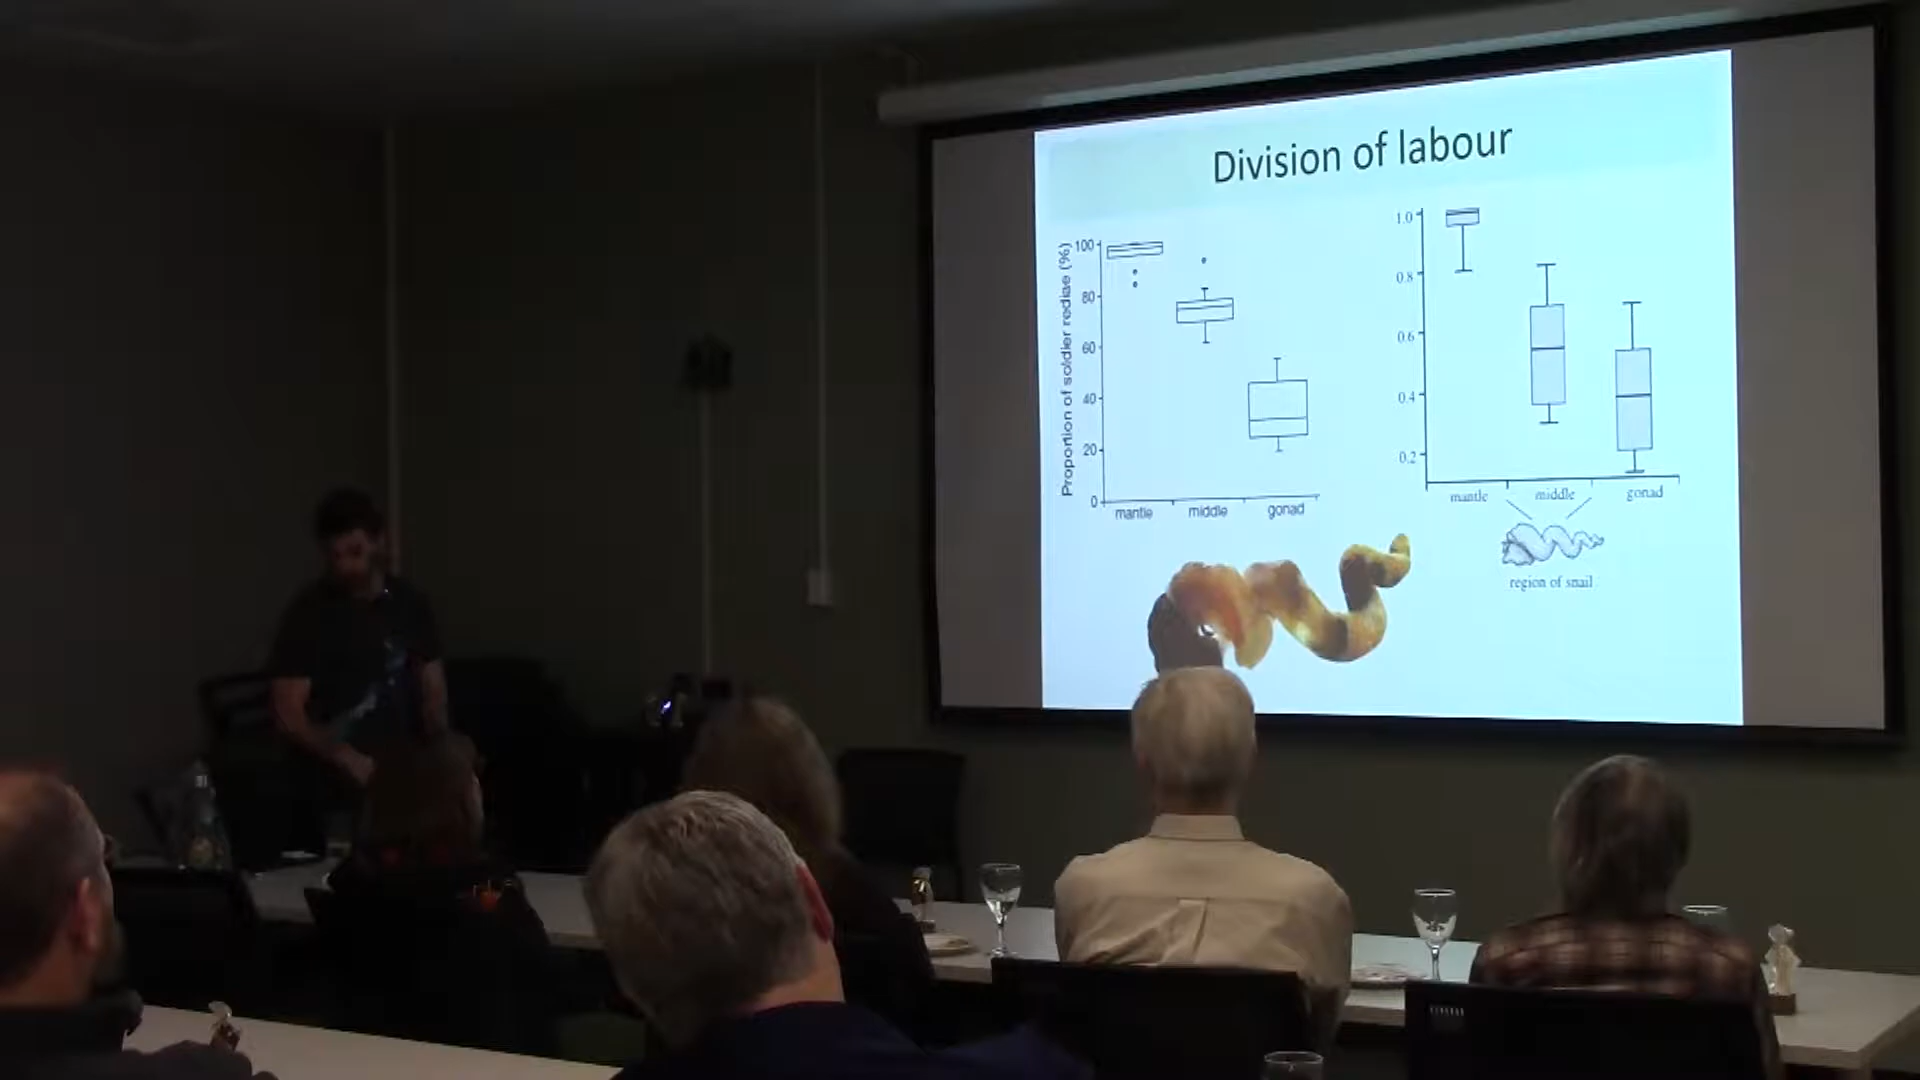 Division of labour
Proportion of soldier rediae (%)
100
80
60
40
20
0
mantle middle gonad
1.0
0.8
0.6
0.4
0.2
mantle middle gonad
region of snail